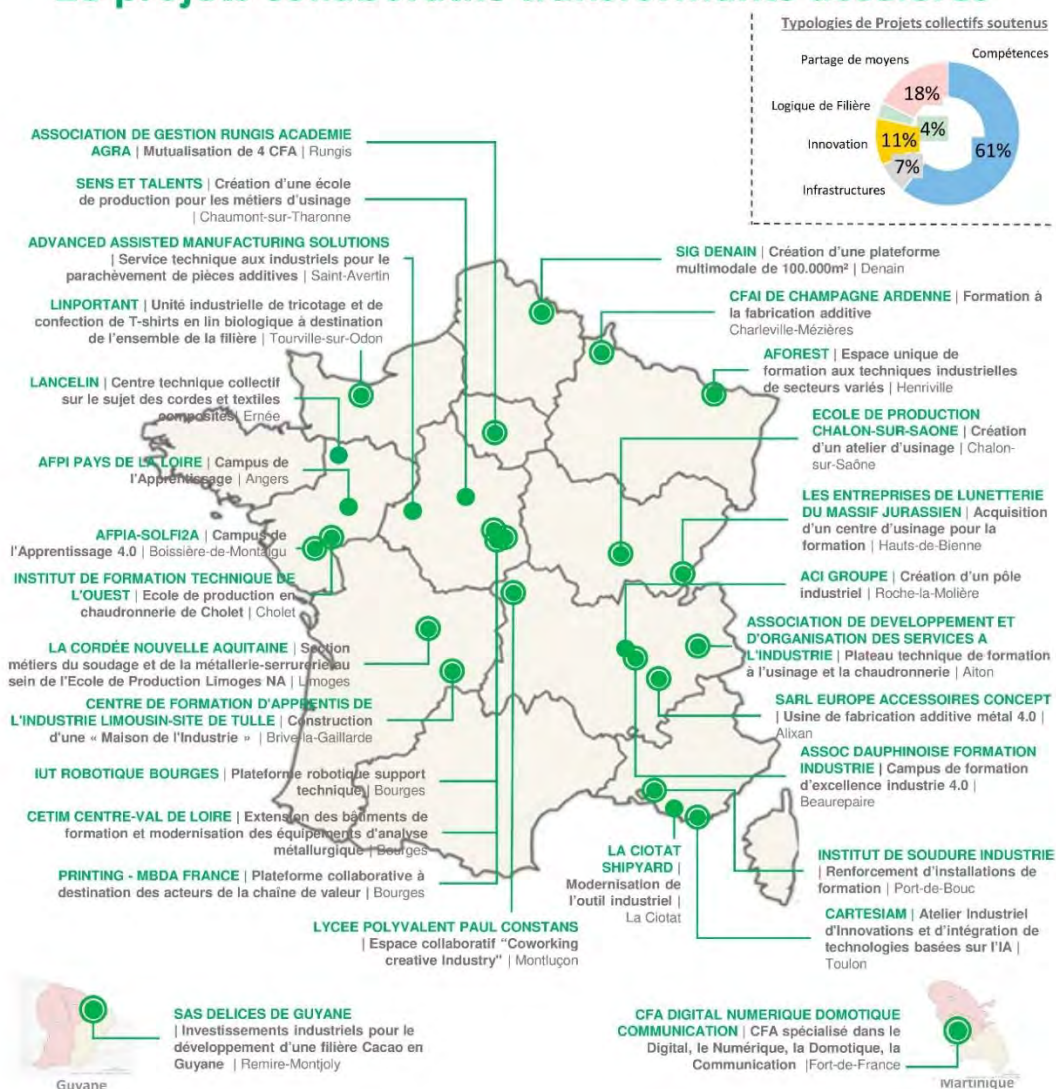 Typologies de Projets collectifs soutenus
Compétences
Partage de moyens
Logique de Filière
Innovation
Infrastructures
18%
4%
11%
7%
61%
ASSOCIATION DE GESTION RUNGIS ACADEMIE
AGRA | Mutualisation de 4 CFA | Rungis
SENS ET TALENTS | Création d'une école
de production pour les métiers d'usinage
| Chaumont-sur-Tharonne
ADVANCED ASSISTED MANUFACTURING SOLUTIONS
| Service technique aux industriels pour le
parachèvement de pièces additives | Saint-Avertin
LINPORTANT | Unité industrielle de tricotage et de
confection de T-shirts en lin biologique à destination
de l'ensemble de la filière | Tourville-sur-Odon
LANCELIN | Centre technique collectif
sur le sujet des cordes et textiles
composites| Ernée
AFPI PAYS DE LA LOIRE | Campus de
l'Apprentissage | Angers
AFPIA-SOLFI2A | Campus de
l'Apprentissage 4.0 | Boissière-de-Montaigu
INSTITUT DE FORMATION TECHNIQUE DE
L'OUEST | Ecole de production en
chaudronnerie de Cholet | Cholet
LA CORDÉE NOUVELLE AQUITAINE | Section
métiers du soudage et de la métallerie-serrurerie au
sein de l'Ecole de Production Limoges NA | Limoges
CENTRE DE FORMATION D'APPRENTIS DE
L'INDUSTRIE LIMOUSIN-SITE DE TULLE | Construction
d'une « Maison de l'Industrie » | Brive-la-Gaillarde
IUT ROBOTIQUE BOURGES | Plateforme robotique support
technique | Bourges
CETIM CENTRE-VAL DE LOIRE | Extension des bâtiments de
formation et modernisation des équipements d'analyse
métallurgique | Bourges
PRINTING - MBDA FRANCE | Plateforme collaborative à
destination des acteurs de la chaîne de valeur | Bourges
LYCEE POLYVALENT PAUL CONSTANS
| Espace collaboratif "Coworking
creative Industry" | Montluçon
SIG DENAIN | Création d'une plateforme
multimodale de 100.000m² | Denain
CFAI DE CHAMPAGNE ARDENNE | Formation à
la fabrication additive
Charleville-Mézières
AFOREST | Espace unique de
formation aux techniques industrielles
de secteurs variés | Henriville
ECOLE DE PRODUCTION
CHALON-SUR-SAONE | Création
d'un atelier d'usinage | Chalon-
sur-Saône
LES ENTREPRISES DE LUNETTERIE
DU MASSIF JURASSIEN | Acquisition
d'un centre d'usinage pour la
formation | Hauts-de-Bienne
ACI GROUPE | Création d'un pôle
industriel | Roche-la-Molière
ASSOCIATION DE DEVELOPPEMENT ET
D'ORGANISATION DES SERVICES A
L'INDUSTRIE | Plateau technique de formation
à l'usinage et la chaudronnerie | Aiton
SARL EUROPE ACCESSOIRES CONCEPT
| Usine de fabrication additive métal 4.0 |
Alixan
ASSOC DAUPHINOISE FORMATION
INDUSTRIE | Campus de formation
d'excellence industrie 4.0 |
Beaurepaire
LA CIOTAT
SHIPYARD |
Modernisation de
l'outil industriel |
La Ciotat
INSTITUT DE SOUDURE INDUSTRIE
| Renforcement d'installations de
formation | Port-de-Bouc
CARTESIAM | Atelier Industriel
d'Innovations et d'intégration de
technologies basées sur l'IA |
Toulon
SAS DELICES DE GUYANE
| Investissements industriels pour le
développement d'une filière Cacao en
Guyane | Remire-Montjoly
Guyane
CFA DIGITAL NUMERIQUE DOMOTIQUE
COMMUNICATION | CFA spécialisé dans le
Digital, le Numérique, la Domotique, la
Communication |Fort-de-France
Martinique